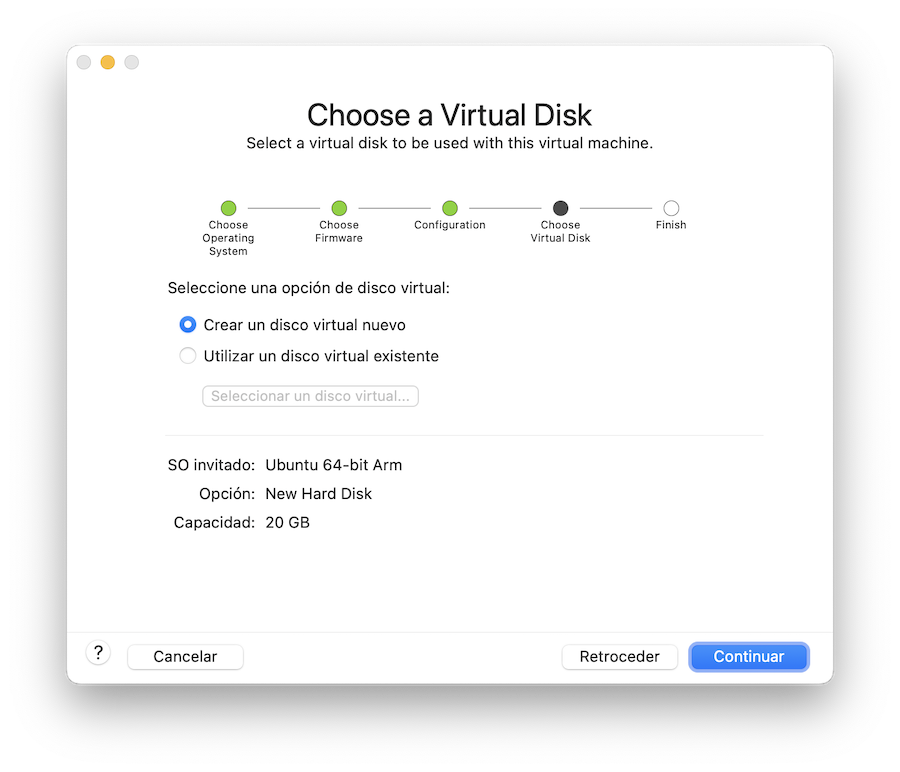 Choose a Virtual Disk
Select a virtual disk to be used with this virtual machine.
Choose Operating System
Choose Firmware
Configuration
Choose Virtual Disk
Finish
Seleccione una opción de disco virtual:
Crear un disco virtual nuevo
Utilizar un disco virtual existente
Seleccionar un disco virtual...
SO invitado: Ubuntu 64-bit Arm
Opción: New Hard Disk
Capacidad: 20 GB
?
Cancelar
Retroceder
Continuar